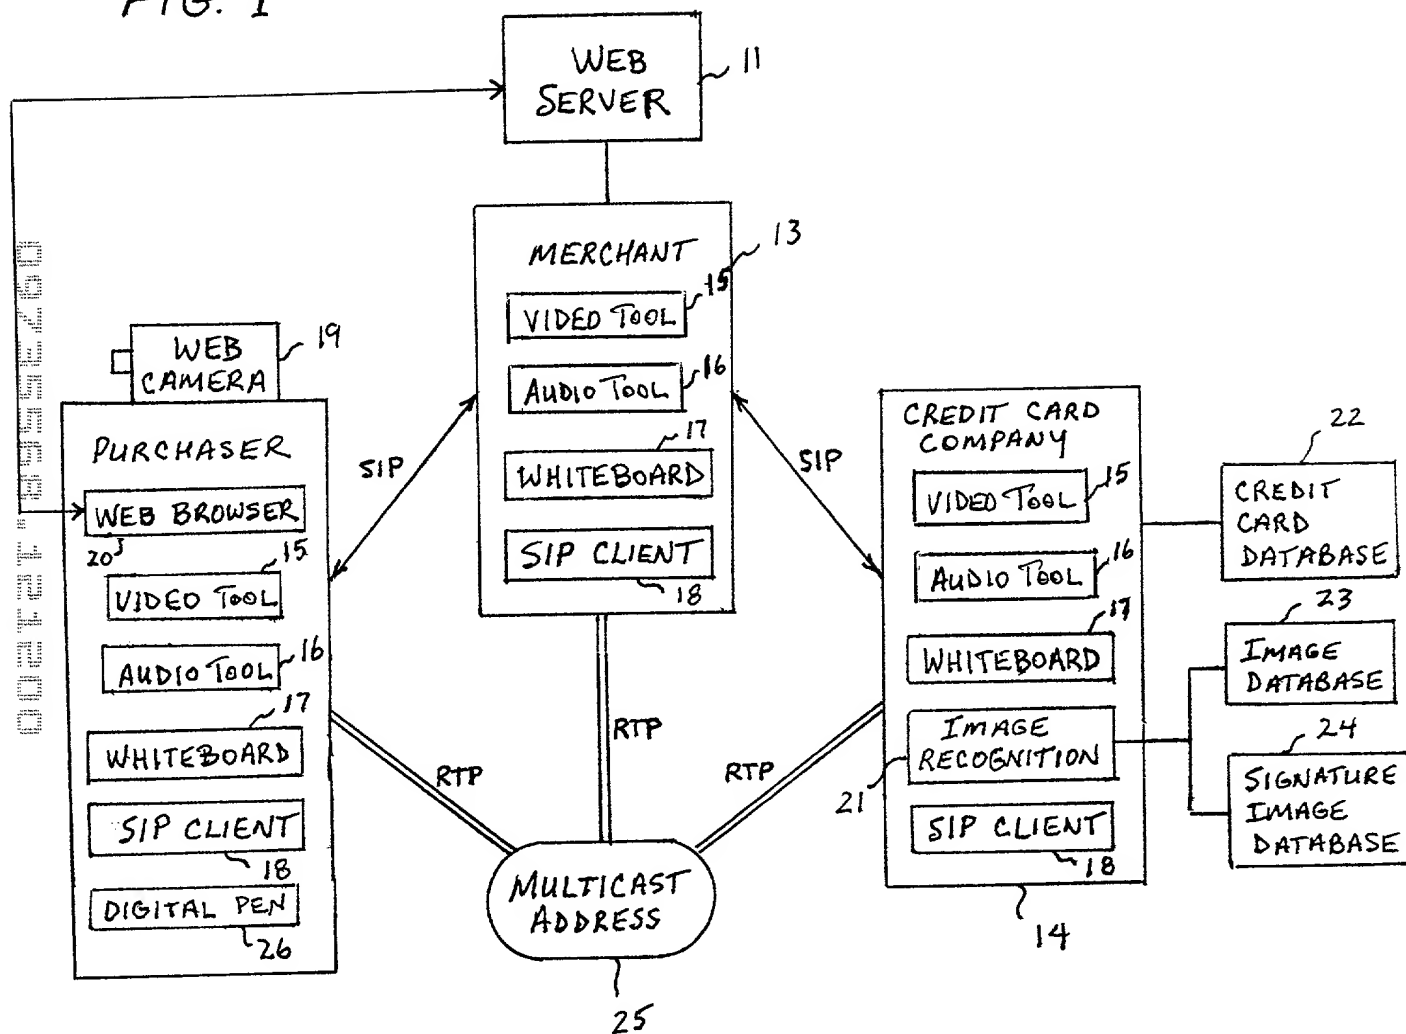 FIG. 1
WEB
SERVER
11
MERCHANT
13
VIDEO TOOL
15
AUDIO TOOL
16
WHITEBOARD
17
SIP CLIENT
18
WEB
CAMERA
19
PURCHASER
WEB BROWSER
20
VIDEO TOOL
15
AUDIO TOOL
16
WHITEBOARD
17
SIP CLIENT
18
DIGITAL PEN
26
SIP
SIP
CREDIT CARD
COMPANY
VIDEO TOOL
15
AUDIO TOOL
16
WHITEBOARD
17
IMAGE
RECOGNITION
21
SIP CLIENT
18
14
22
CREDIT
CARD
DATABASE
23
IMAGE
DATABASE
24
SIGNATURE
IMAGE
DATABASE
RTP
RTP
RTP
MULTICAST
ADDRESS
25